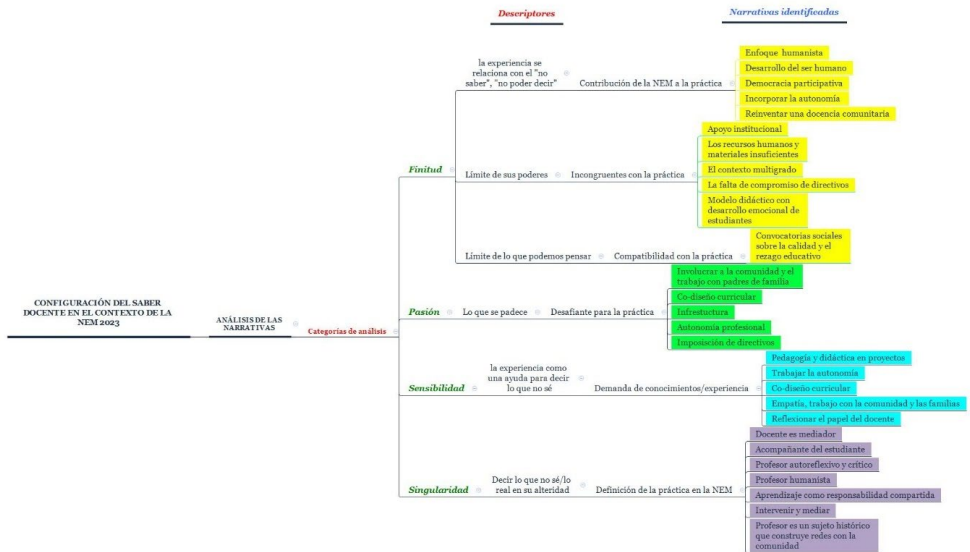 Descriptores
Narrativas identificadas
CONFIGURACIÓN DEL SABER
DOCENTE EN EL CONTEXTO DE LA
NEM 2023
ANÁLISIS DE LAS
NARRATIVAS
Categorías de análisis
Finitud
la experiencia se
relaciona con el "no
saber", "no poder decir"
Contribución de la NEM a la práctica
Enfoque humanista
Desarrollo del ser humano
Democracia participativa
Incorporar la autonomía
Reinventar una docencia comunitaria
Límite de sus poderes
Incongruentes con la práctica
Apoyo institucional
Los recursos humanos y
materiales insuficientes
El contexto multigrado
La falta de compromiso de directivos
Modelo didáctico con
desarrollo emocional de
estudiantes
Límite de lo que podemos pensar
Compatibilidad con la práctica
Convocatorias sociales
sobre la calidad y el
rezago educativo
Pasión
Lo que se padece
Desafiante para la práctica
Involucrar a la comunidad y el
trabajo con padres de familia
Co-diseño curricular
Infrestuctura
Autonomía profesional
Imposisción de directivos
Sensibilidad
la experiencia como
una ayuda para decir
lo que no sé
Demanda de conocimientos/experiencia
Pedagogía y didáctica en proyectos
Trabajar la autonomía
Co-diseño curricular
Empatía, trabajo con la comunidad y las familias
Reflexionar el papel del docente
Singularidad
Decir lo que no sé/lo
real en su alteridad
Definición de la práctica en la NEM
Docente es mediador
Acompañante del estudiante
Profesor autoreflexivo y crítico
Profesor humanista
Aprendizaje como responsabilidad compartida
Intervenir y mediar
Profesor es un sujeto histórico
que construye redes con la
comunidad